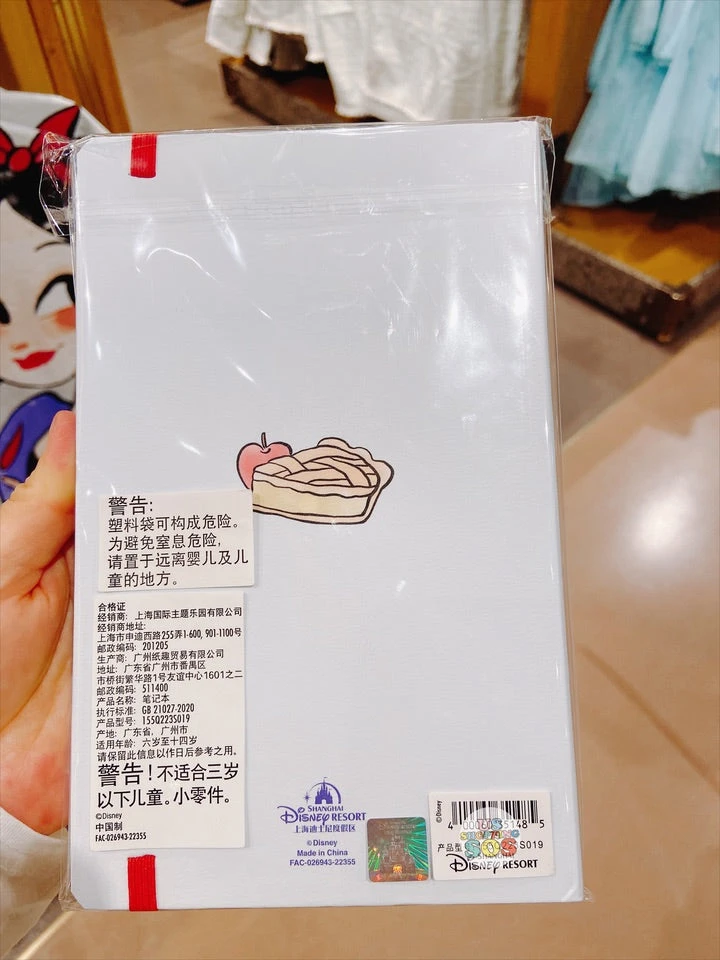 警告:
塑料袋可构成危险。
为避免窒息危险,
请置于远离婴儿及儿
童的地方。
合格证
经销商: 上海国际主题乐园有限公司
经销商地址:
上海市申迪西路255弄1-600, 901-1100号
邮政编码: 201205
生产商: 广州纸趣贸易有限公司
地址: 广东省广州市番禺区
市桥街繁华路1号友谊中心1601之二
邮政编码: 511400
产品名称: 笔记本
执行标准: GB 21027-2020
产品型号: 155Q223S019
产地: 广东省, 广州市
适用年龄: 六岁至十四岁
请保留此信息以作日后参考之用。
警告!不适合三岁
以下儿童。小零件。
©Disney
中国制
FAC-026943-22355
SHANGHAI
DISNEY RESORT
上海迪士尼度假区
©Disney
Made in China
FAC-026943-22355
©Disney
产品型
S019
SHANGHAI
DISNEY RESORT